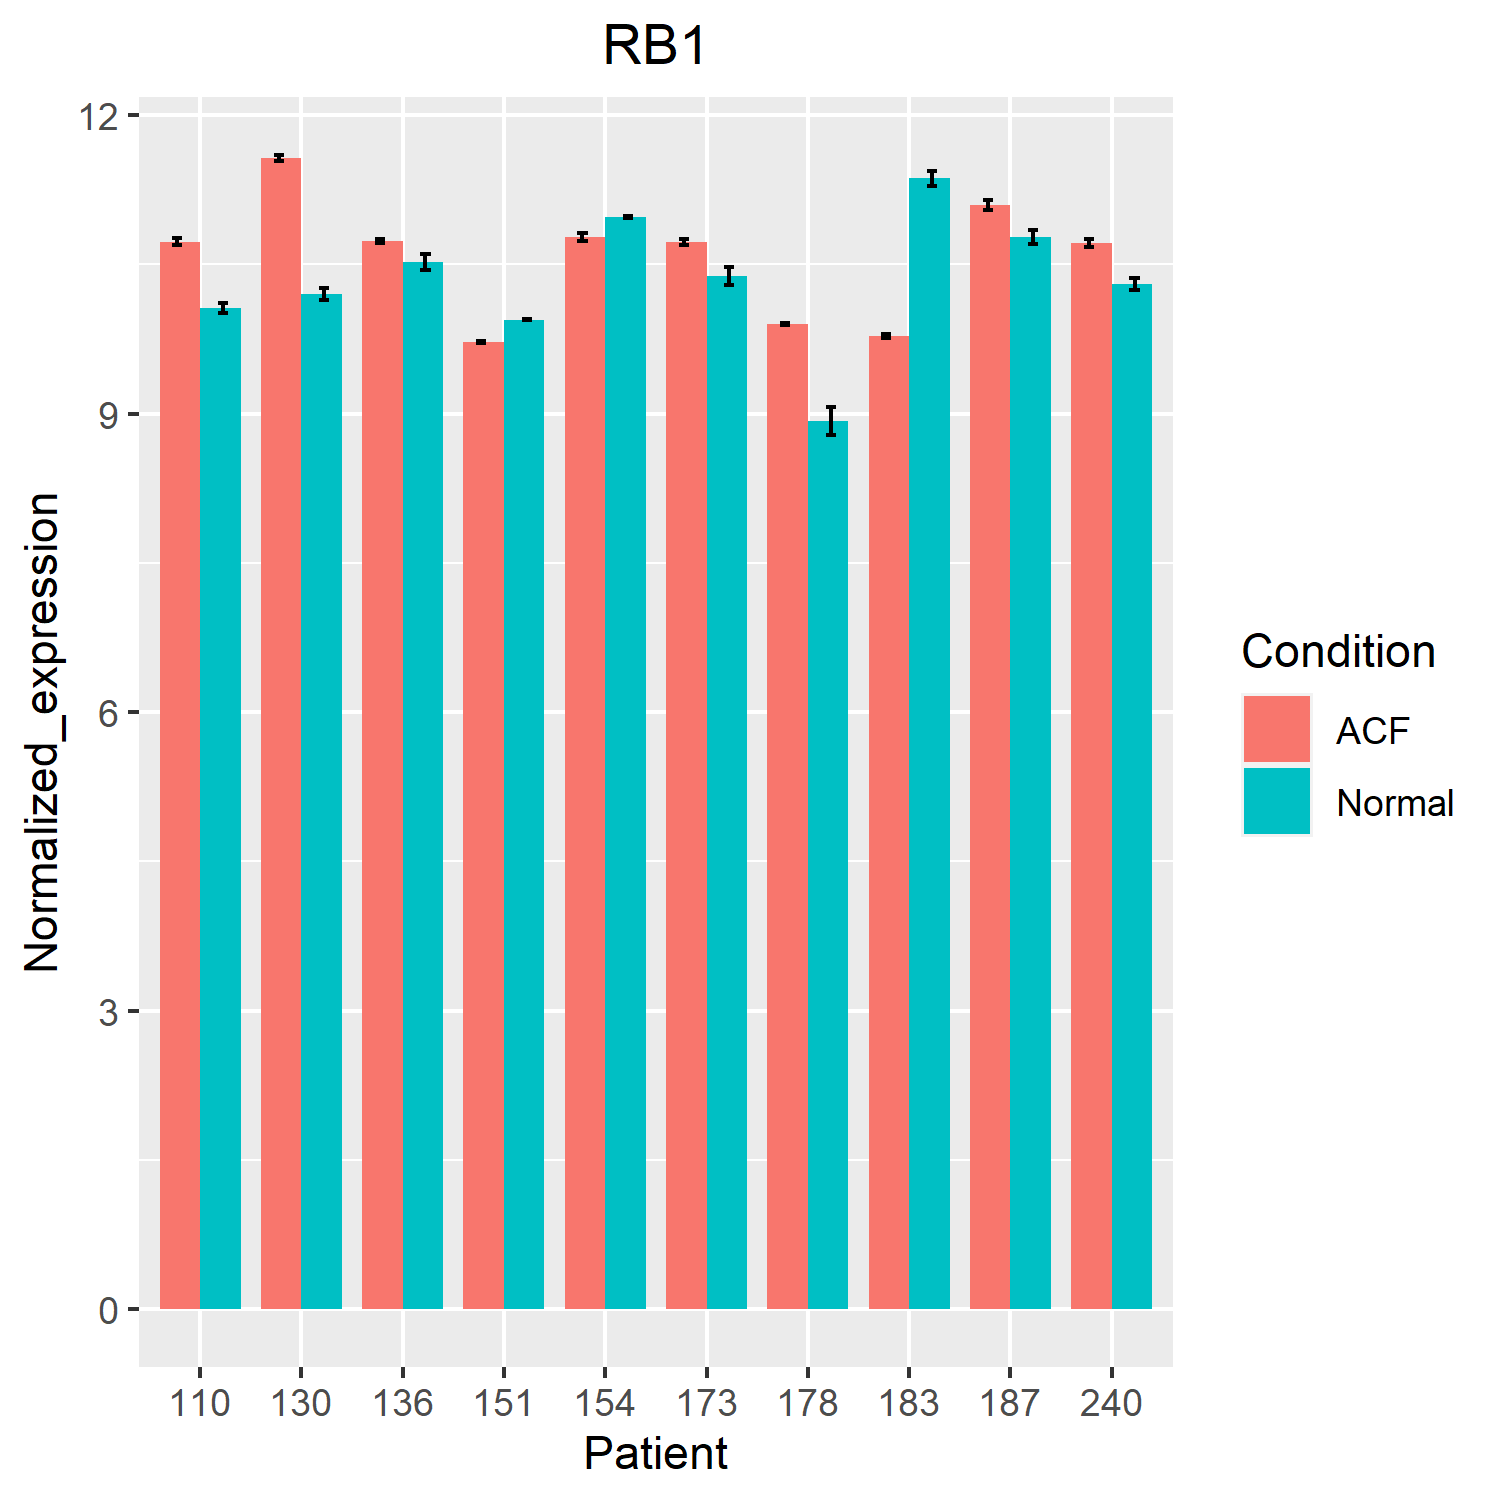 RB1
12
9
6
3
0
Normalized_expression
110 130 136 151 154 173 178 183 187 240
Patient
Condition
ACF
Normal